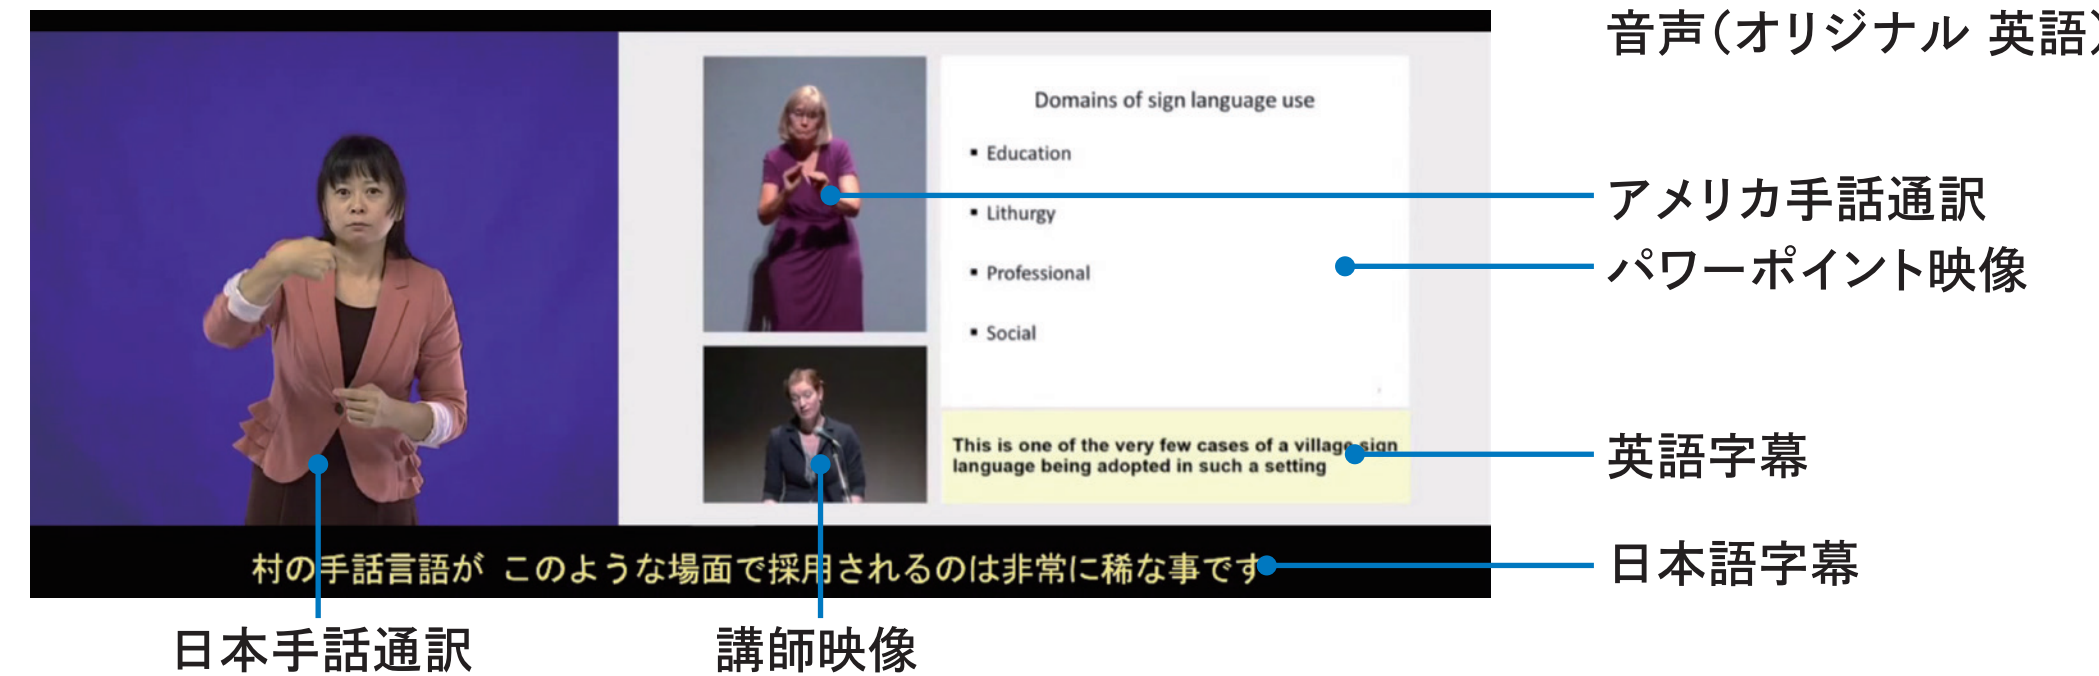 音声（オリジナル 英語）
Domains of sign language use
▪ Education
▪ Lithurgy
▪ Professional
▪ Social
アメリカ手話通訳
パワーポイント映像
This is one of the very few cases of a village sign
language being adopted in such a setting
英語字幕
村の手話言語が このような場面で採用されるのは非常に稀な事です
日本語字幕
日本手話通訳
講師映像